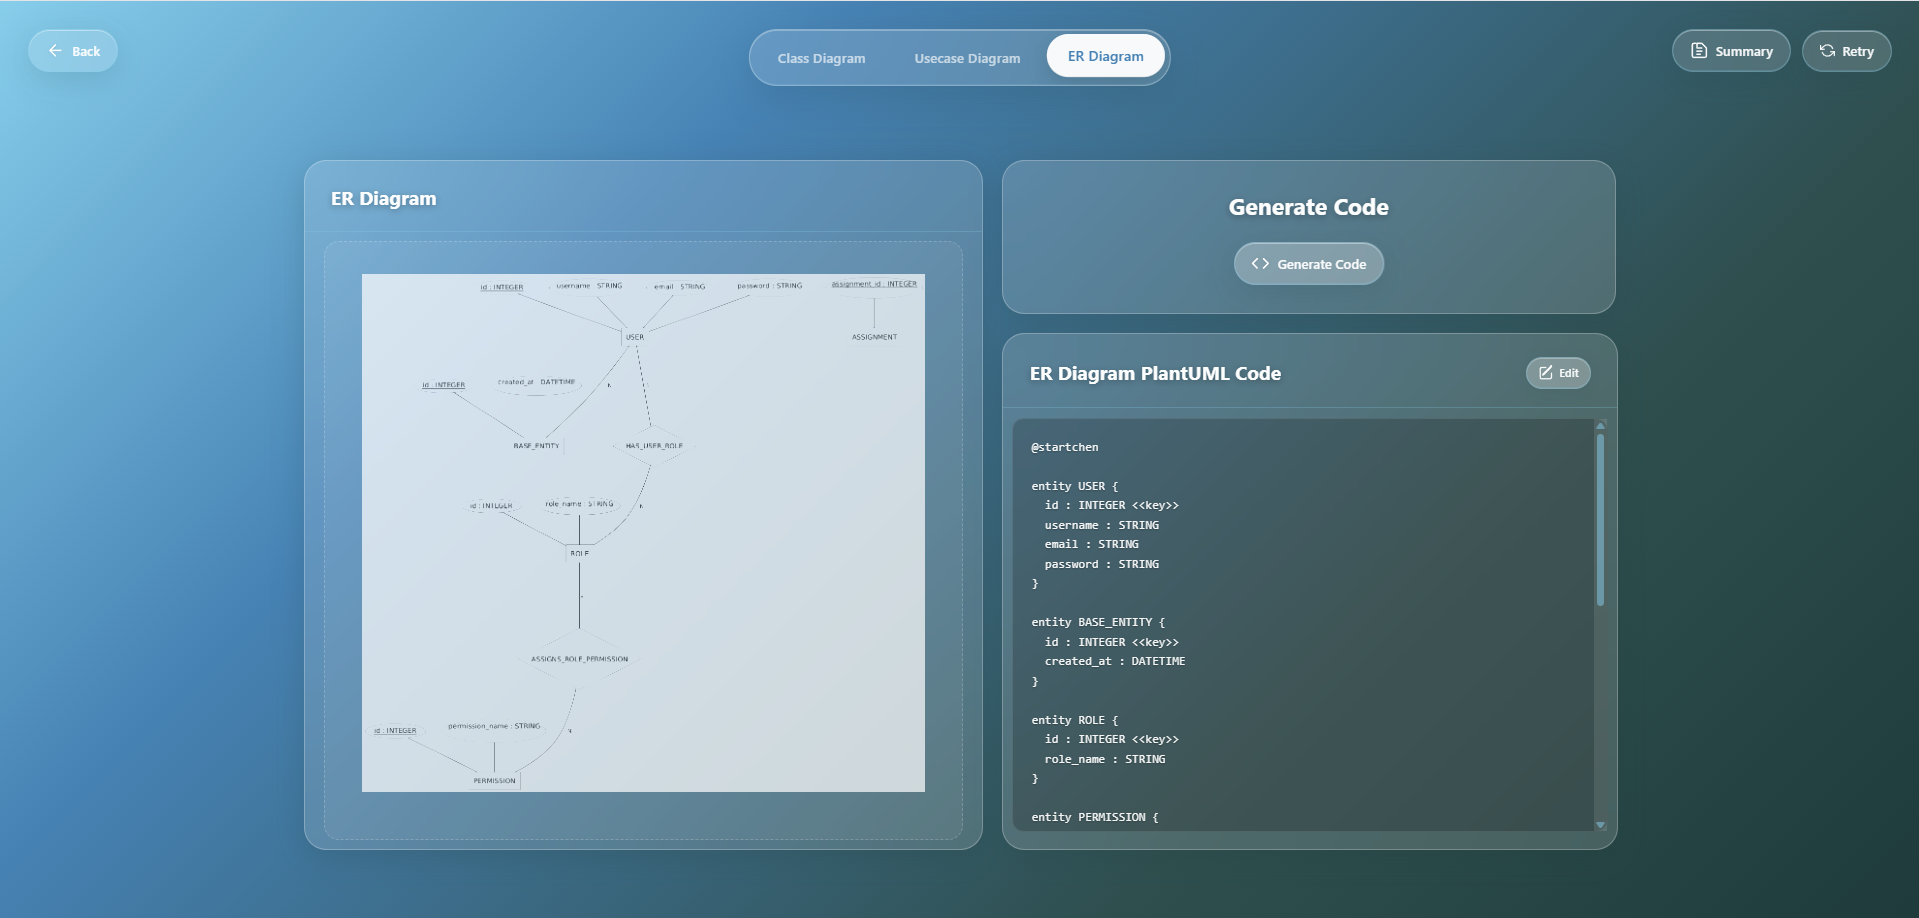 Back
Class Diagram
Usecase Diagram
ER Diagram
Summary
Retry
ER Diagram
id : INTEGER
username : STRING
email : STRING
password : STRING
assignment_id : INTEGER
USER
ASSIGNMENT
id : INTEGER
created_at : DATETIME
N
BASE_ENTITY
HAS_USER_ROLE
id : INTEGER
role_name : STRING
N
ROLE
ASSIGNS_ROLE_PERMISSION
id : INTEGER
permission_name : STRING
N
PERMISSION
Generate Code
Generate Code
ER Diagram PlantUML Code
Edit
@startchen
entity USER {
id : INTEGER <<key>>
username : STRING
email : STRING
password : STRING
}
entity BASE_ENTITY {
id : INTEGER <<key>>
created_at : DATETIME
}
entity ROLE {
id : INTEGER <<key>>
role_name : STRING
}
entity PERMISSION {